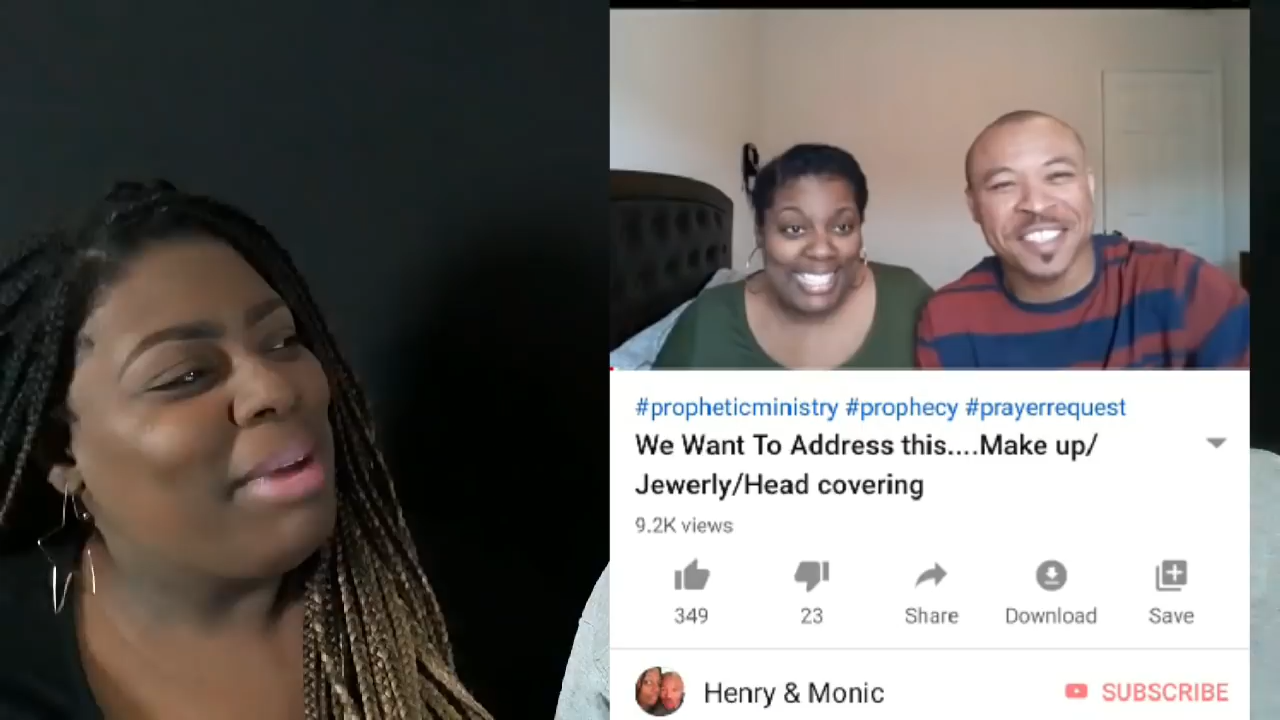 #propheticministry #prophecy #prayerrequest
We Want To Address this....Make up/
Jewerly/Head covering
9.2K views
349
23
Share
Download
Save
Henry & Monic
SUBSCRIBE